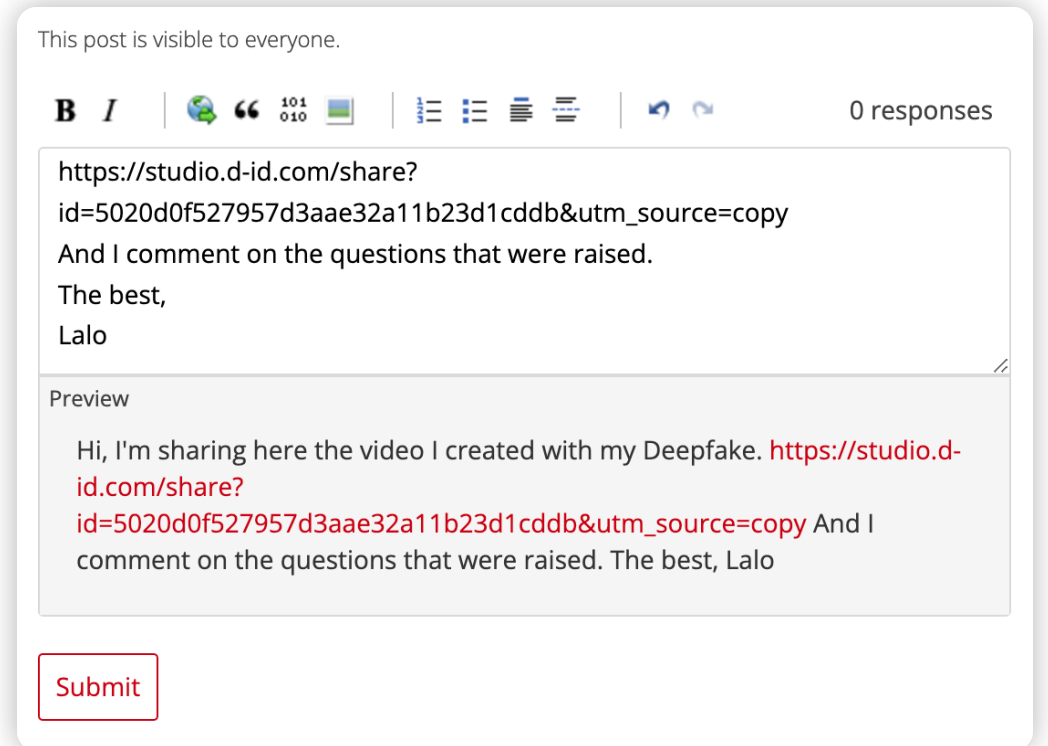 This post is visible to everyone.
B I 101 010 0 responses
https://studio.d-id.com/share?
id=5020d0f527957d3aae32a11b23d1cddb&utm_source=copy
And I comment on the questions that were raised.
The best,
Lalo
Preview
Hi, I'm sharing here the video I created with my Deepfake. https://studio.d-
id.com/share?
id=5020d0f527957d3aae32a11b23d1cddb&utm_source=copy And I
comment on the questions that were raised. The best, Lalo
Submit